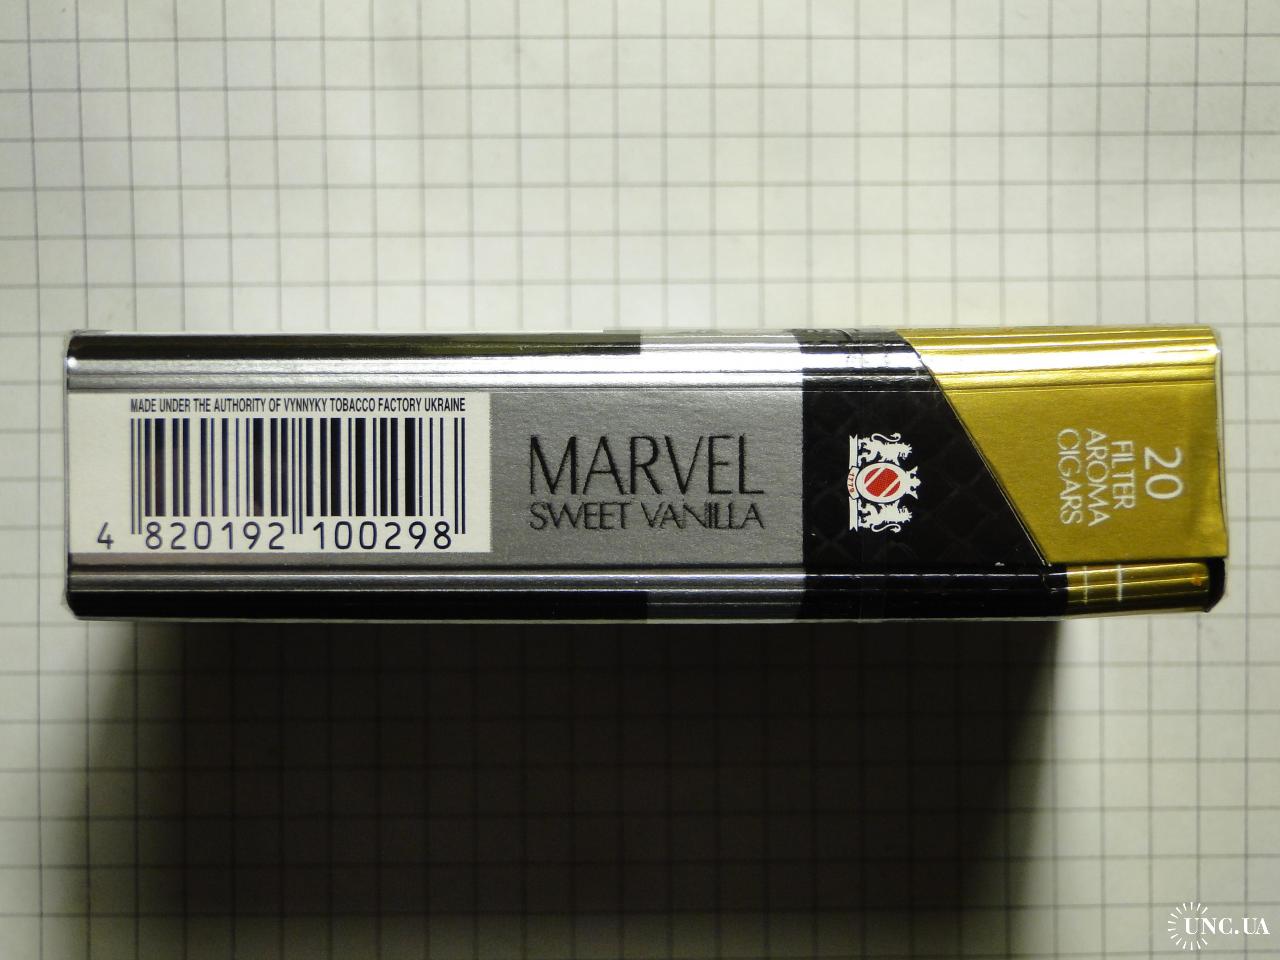 MADE UNDER THE AUTHORITY OF VYNNYKY TOBACCO FACTORY UKRAINE
4 820192 100298
MARVEL
SWEET VANILLA
1779
20
FILTER
AROMA
CIGARS
UNC.UA